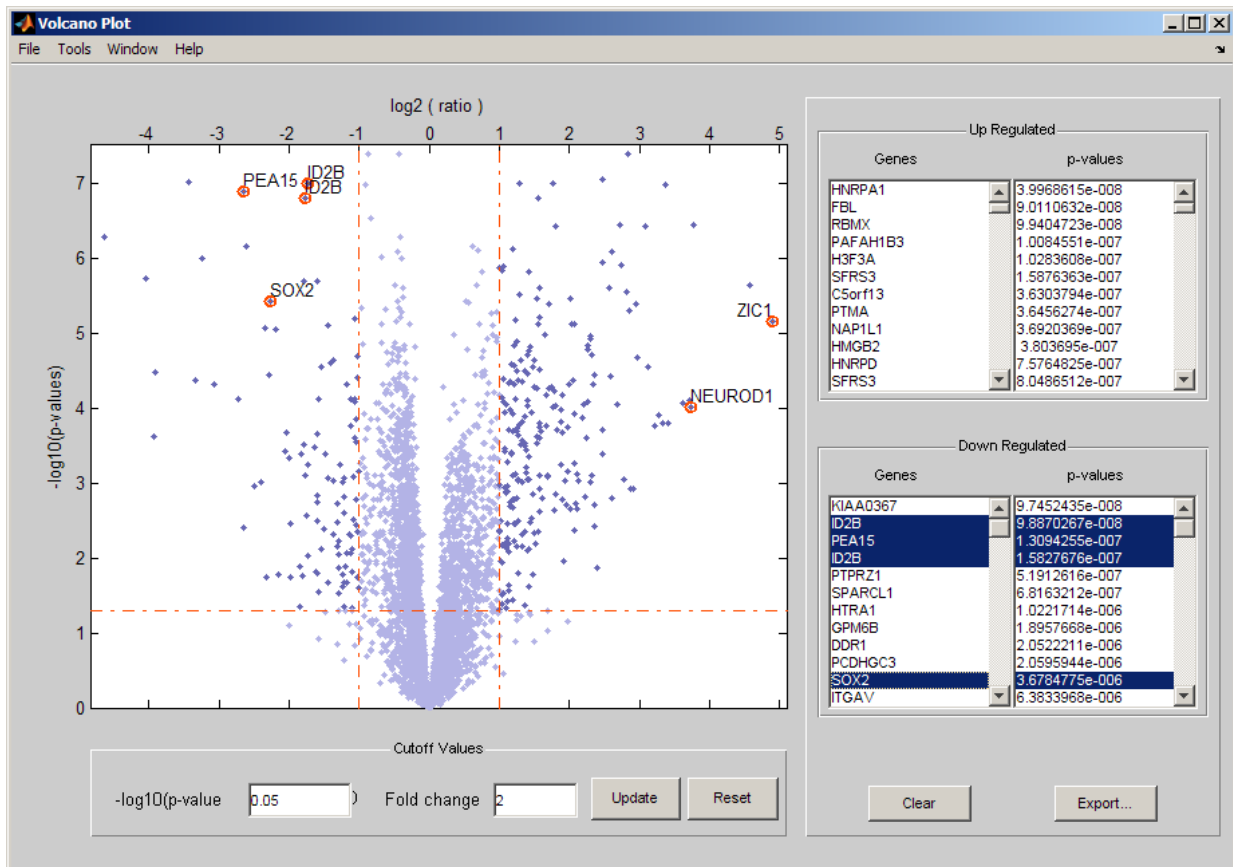 Volcano Plot
File Tools Window Help
log2 ( ratio )
-4 -3 -2 -1 0 1 2 3 4 5
7
6
5
4
3
2
1
0
-log10(p-values)
PEA15
ID2B
ID2B
SOX2
ZIC1
NEUROD1
Cutoff Values
-log10(p-value 0.05 ) Fold change 2 Update Reset
Up Regulated
Genes p-values
HNRPA1 3.9968615e-008
FBL 9.0110632e-008
RBMX 9.9404723e-008
PAFAH1B3 1.0084551e-007
H3F3A 1.0283608e-007
SFRS3 1.5876363e-007
C5orf13 3.6303794e-007
PTMA 3.6456274e-007
NAP1L1 3.6920369e-007
HMGB2 3.803695e-007
HNRPD 7.5764825e-007
SFRS3 8.0486512e-007
Down Regulated
Genes p-values
KIAA0367 9.7452435e-008
ID2B 9.8870267e-008
PEA15 1.3094255e-007
ID2B 1.5827676e-007
PTPRZ1 5.1912616e-007
SPARCL1 6.8163212e-007
HTRA1 1.0221714e-006
GPM6B 1.8957668e-006
DDR1 2.0522211e-006
PCDHGC3 2.0595944e-006
SOX2 3.6784775e-006
ITGAV 6.3833968e-006
Clear Export...